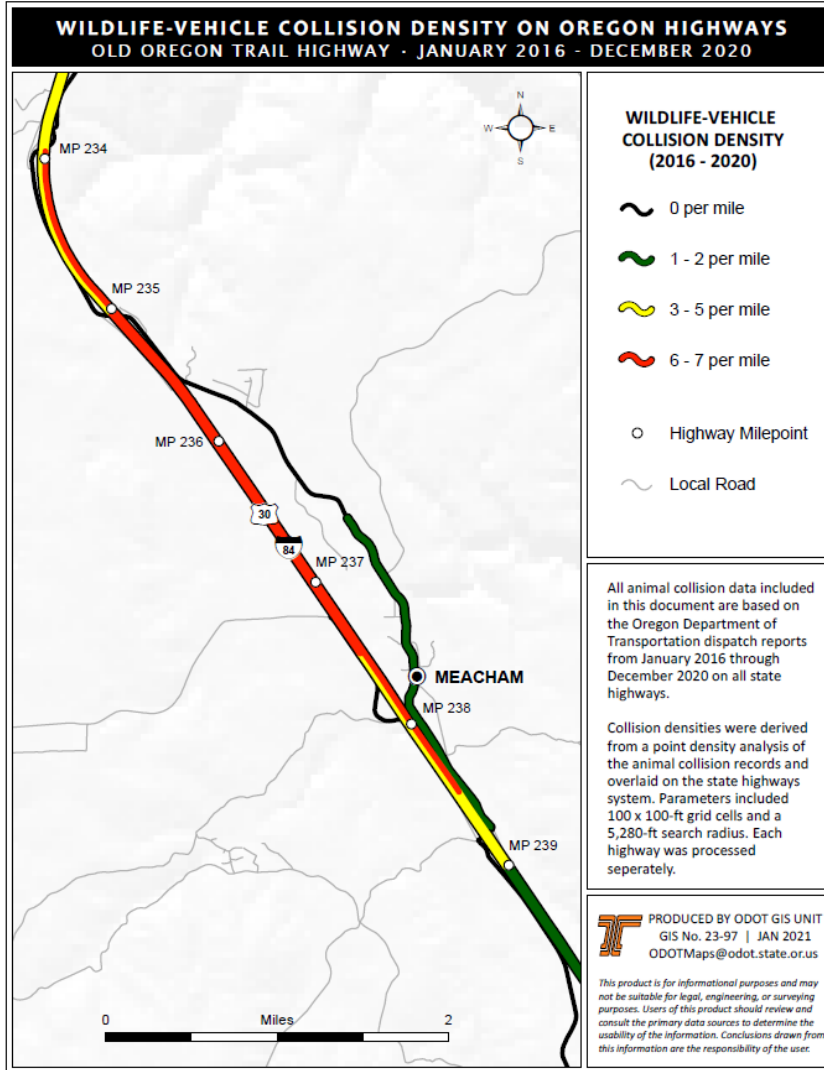 WILDLIFE-VEHICLE COLLISION DENSITY ON OREGON HIGHWAYS
OLD OREGON TRAIL HIGHWAY · JANUARY 2016 - DECEMBER 2020
N
W
E
S
MP 234
MP 235
MP 236
30
84
MP 237
MEACHAM
MP 238
MP 239
0
Miles
2
WILDLIFE-VEHICLE
COLLISION DENSITY
(2016 - 2020)
0 per mile
1 - 2 per mile
3 - 5 per mile
6 - 7 per mile
Highway Milepoint
Local Road
All animal collision data included
in this document are based on
the Oregon Department of
Transportation dispatch reports
from January 2016 through
December 2020 on all state
highways.
Collision densities were derived
from a point density analysis of
the animal collision records and
overlaid on the state highways
system. Parameters included
100 x 100-ft grid cells and a
5,280-ft search radius. Each
highway was processed
seperately.
PRODUCED BY ODOT GIS UNIT
GIS No. 23-97 | JAN 2021
ODOTMaps@odot.state.or.us
This product is for informational purposes and may
not be suitable for legal, engineering, or surveying
purposes. Users of this product should review and
consult the primary data sources to determine the
usability of the information. Conclusions drawn from
this information are the responsibility of the user.